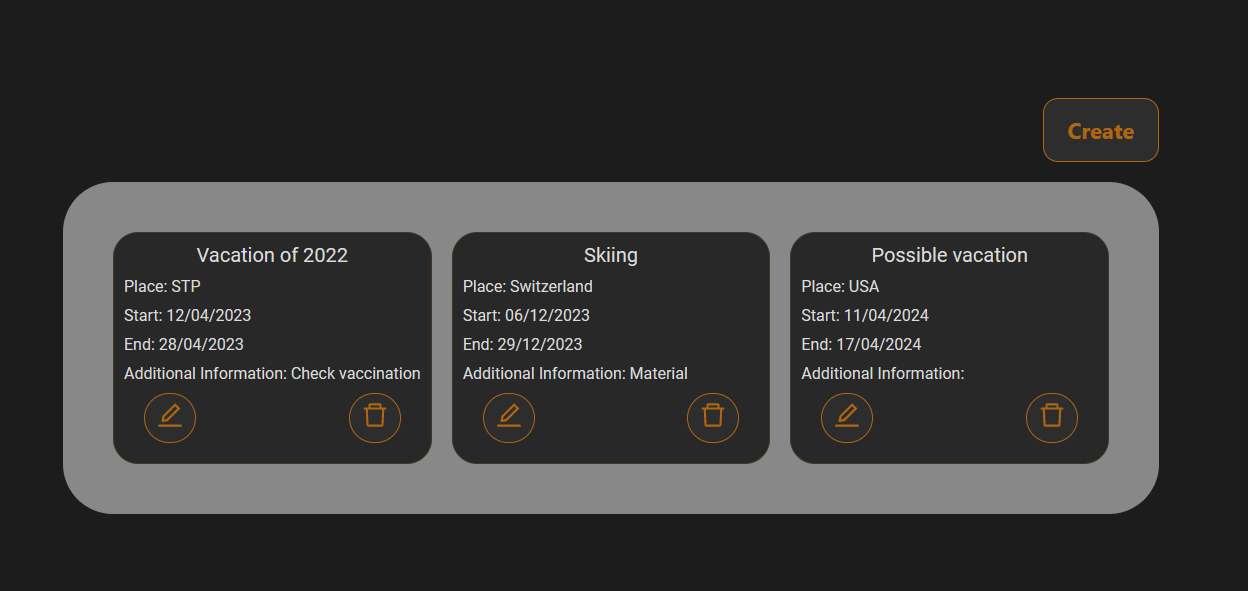 Create
Vacation of 2022
Place: STP
Start: 12/04/2023
End: 28/04/2023
Additional Information: Check vaccination
Skiing
Place: Switzerland
Start: 06/12/2023
End: 29/12/2023
Additional Information: Material
Possible vacation
Place: USA
Start: 11/04/2024
End: 17/04/2024
Additional Information: